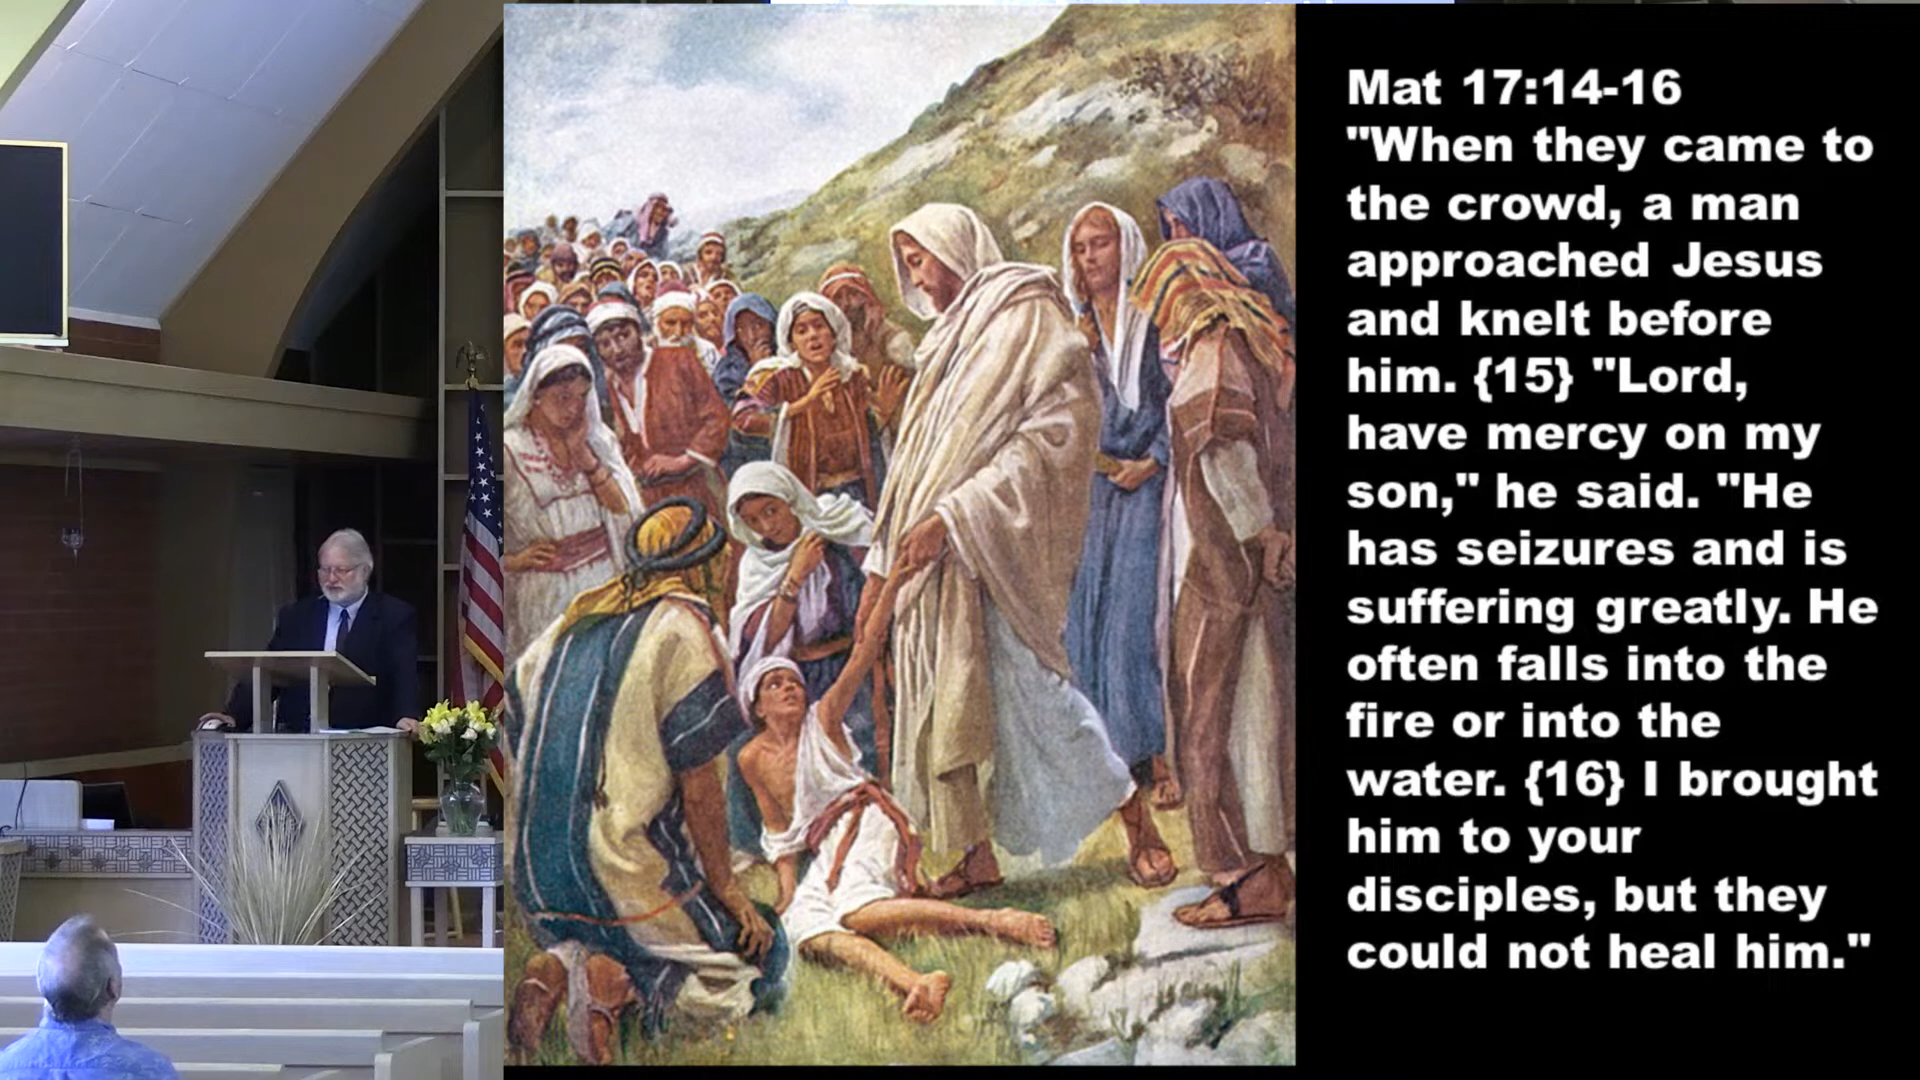 Mat 17:14-16
"When they came to
the crowd, a man
approached Jesus
and knelt before
him. {15} "Lord,
have mercy on my
son," he said. "He
has seizures and is
suffering greatly. He
often falls into the
fire or into the
water. {16} I brought
him to your
disciples, but they
could not heal him."